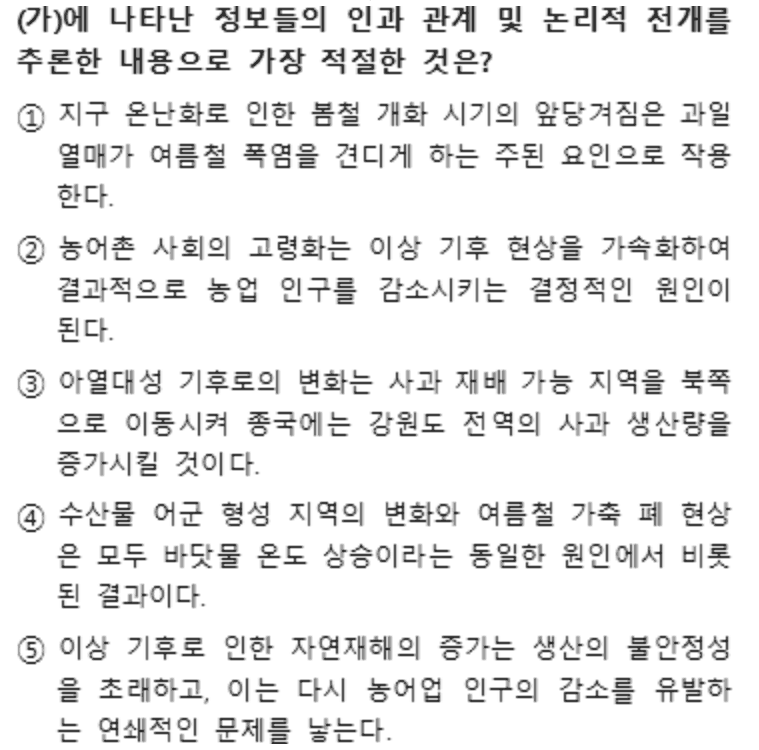 (가)에 나타난 정보들의 인과 관계 및 논리적 전개를
추론한 내용으로 가장 적절한 것은?
① 지구 온난화로 인한 봄철 개화 시기의 앞당겨짐은 과일
열매가 여름철 폭염을 견디게 하는 주된 요인으로 작용
한다.
② 농어촌 사회의 고령화는 이상 기후 현상을 가속화하여
결과적으로 농업 인구를 감소시키는 결정적인 원인이
된다.
③ 아열대성 기후로의 변화는 사과 재배 가능 지역을 북쪽
으로 이동시켜 종국에는 강원도 전역의 사과 생산량을
증가시킬 것이다.
④ 수산물 어군 형성 지역의 변화와 여름철 가축 폐 현상
은 모두 바닷물 온도 상승이라는 동일한 원인에서 비롯
된 결과이다.
⑤ 이상 기후로 인한 자연재해의 증가는 생산의 불안정성
을 초래하고, 이는 다시 농어업 인구의 감소를 유발하
는 연쇄적인 문제를 낳는다.